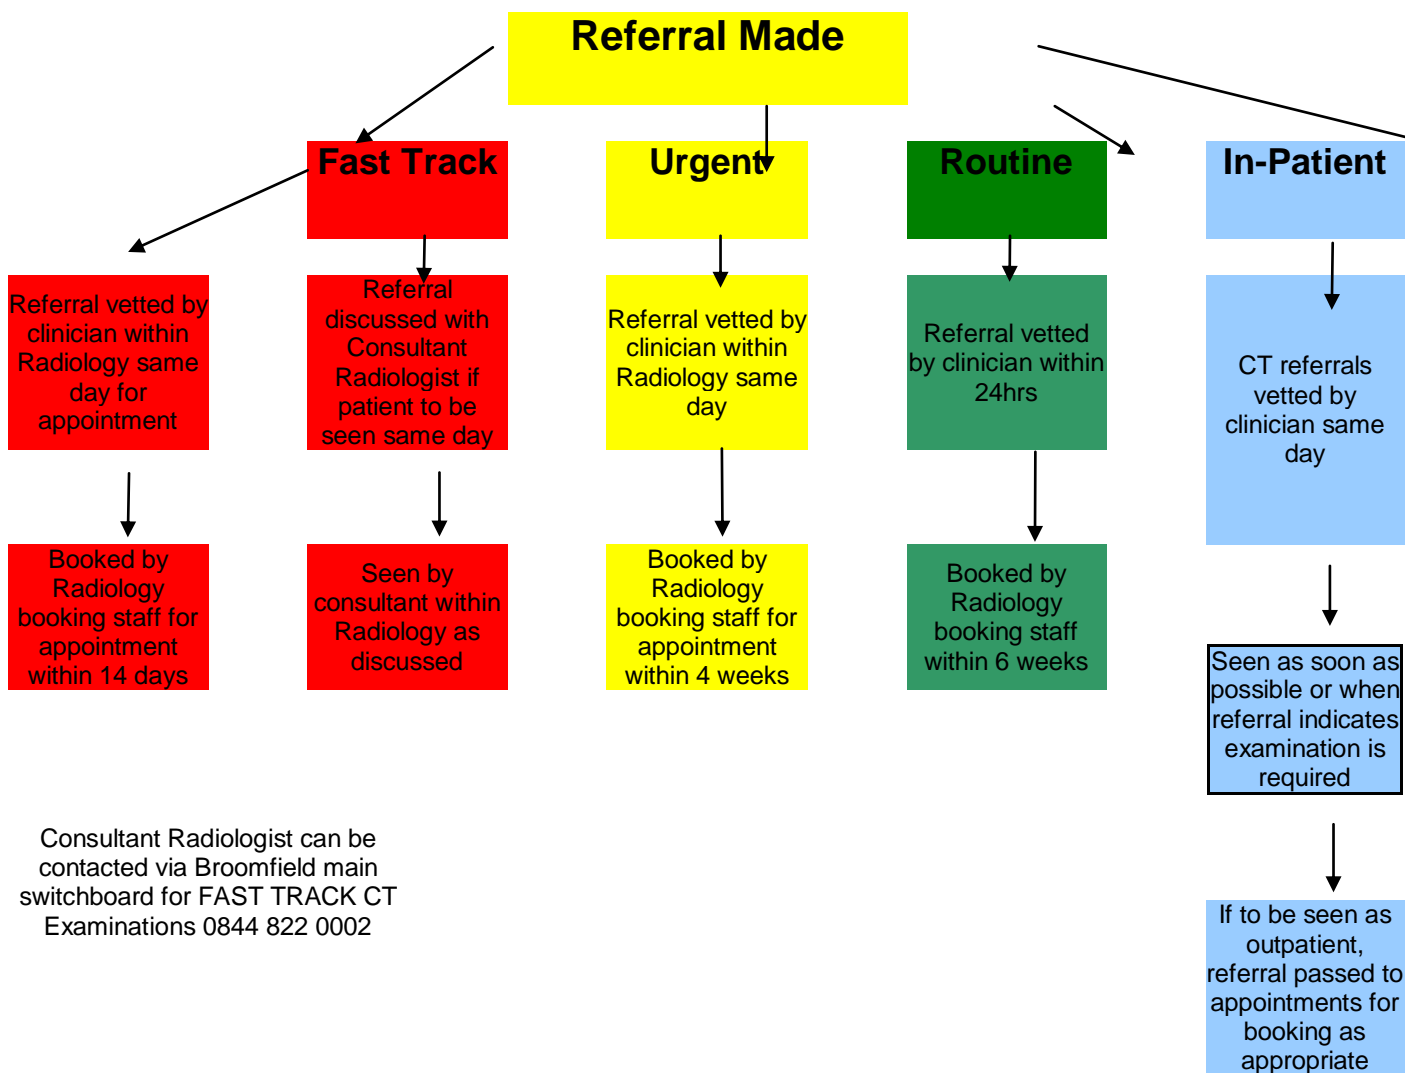 Referral Made
Fast Track
Urgent
Routine
In-Patient
Referral vetted by
clinician within
Radiology same
day for
appointment
Referral
discussed with
Consultant
Radiologist if
patient to be
seen same day
Referral vetted by
clinician within
Radiology same
day
Referral vetted
by clinician within
24hrs
CT referrals
vetted by
clinician same
day
Booked by
Radiology
booking staff for
appointment
within 14 days
Seen by
consultant within
Radiology as
discussed
Booked by
Radiology
booking staff for
appointment
within 4 weeks
Booked by
Radiology
booking staff
within 6 weeks
Seen as soon as
possible or when
referral indicates
examination is
required
Consultant Radiologist can be
contacted via Broomfield main
switchboard for FAST TRACK CT
Examinations 0844 822 0002
If to be seen as
outpatient,
referral passed to
appointments for
booking as
appropriate